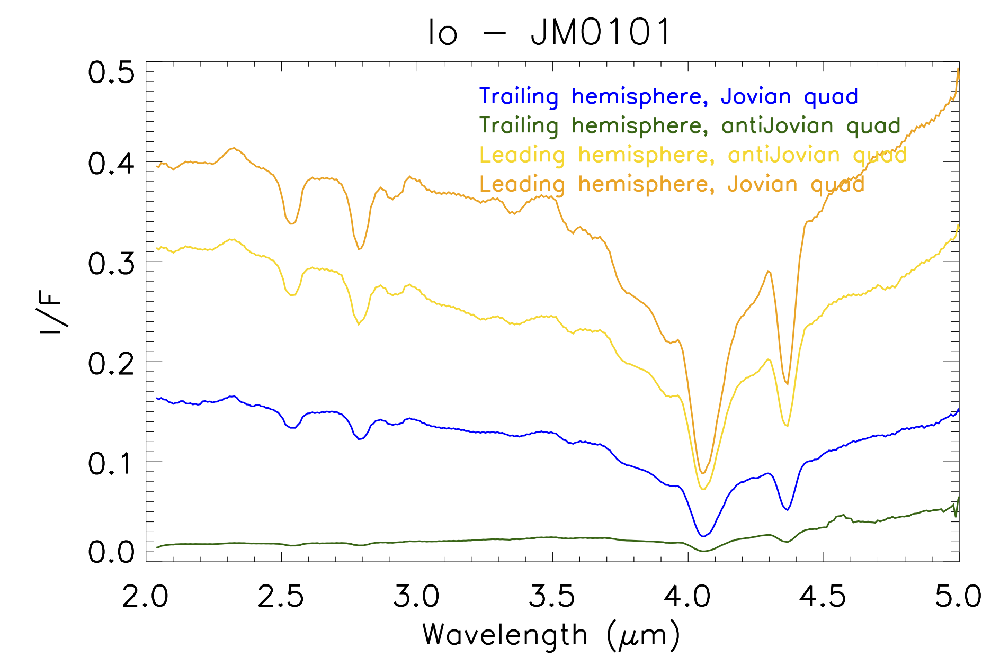 Io – JM0101
0.5
0.4
0.3
0.2
0.1
0.0
I/F
Trailing hemisphere, Jovian quad
Trailing hemisphere, antiJovian quad
Leading hemisphere, antiJovian quad
Leading hemisphere, Jovian quad
2.0 2.5 3.0 3.5 4.0 4.5 5.0
Wavelength (μm)